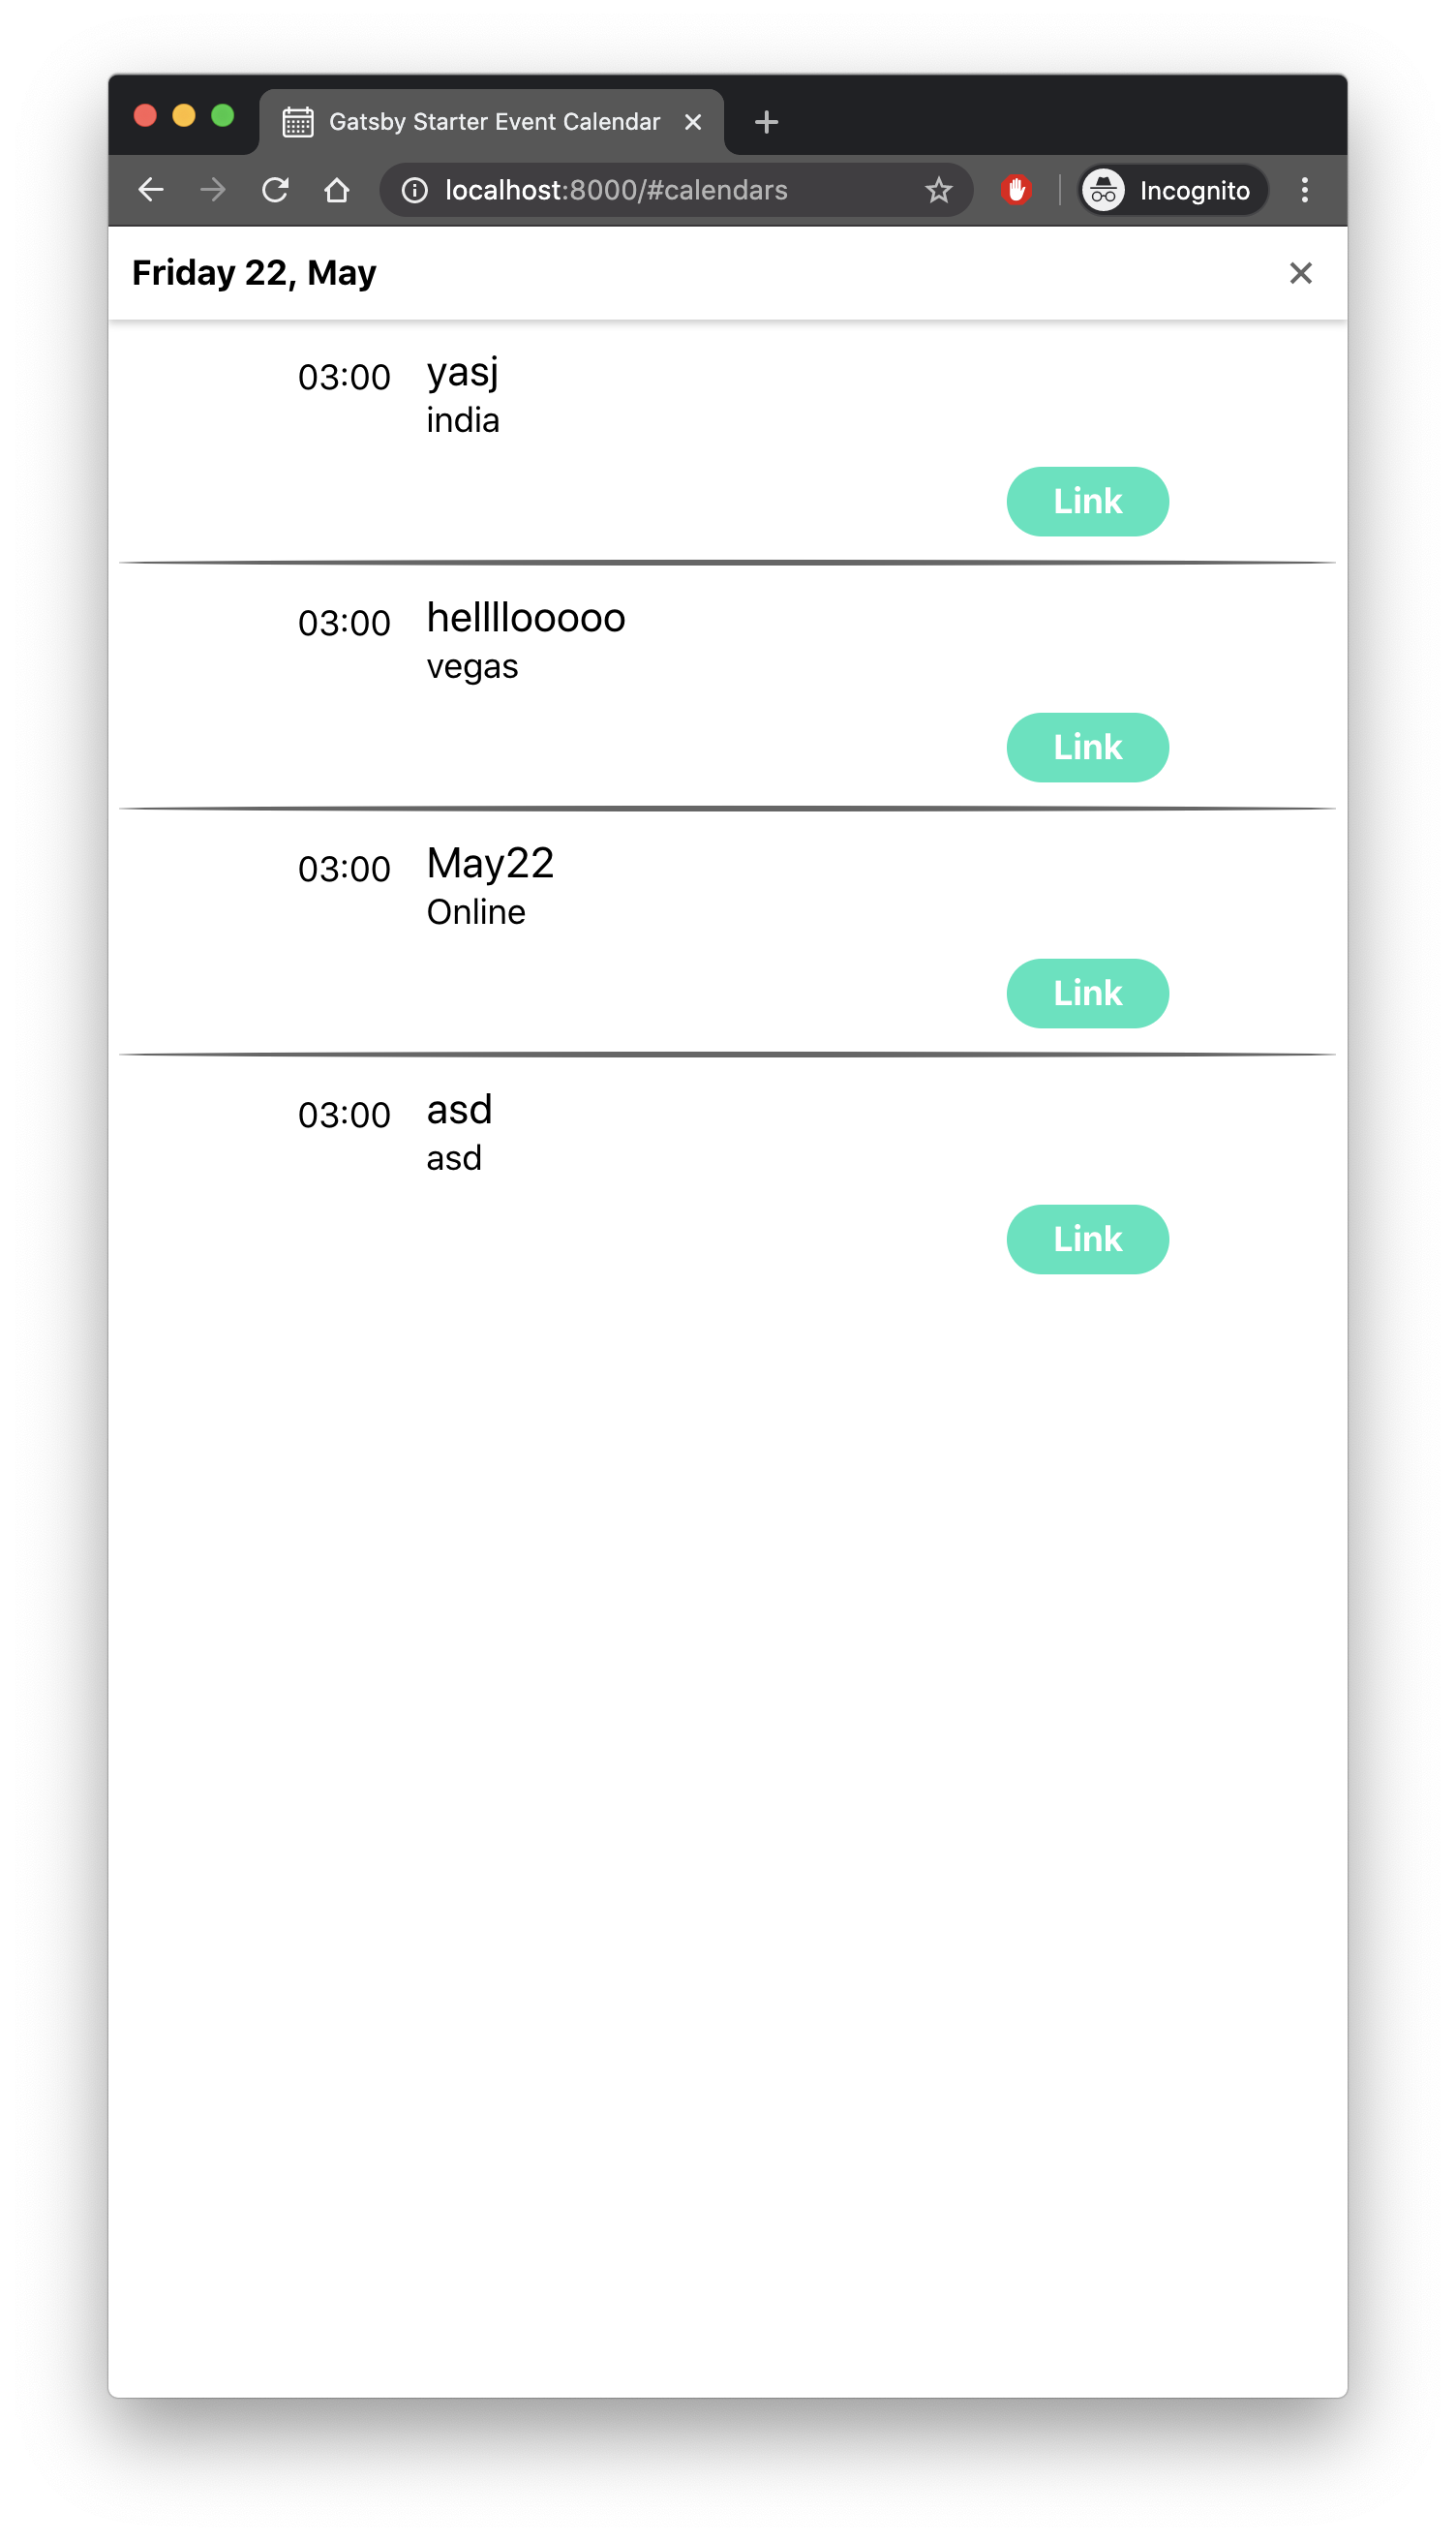 Gatsby Starter Event Calendar
localhost:8000/#calendars
Incognito
Friday 22, May
03:00 yasj
india
Link
03:00 hellllooooo
vegas
Link
03:00 May22
Online
Link
03:00 asd
asd
Link